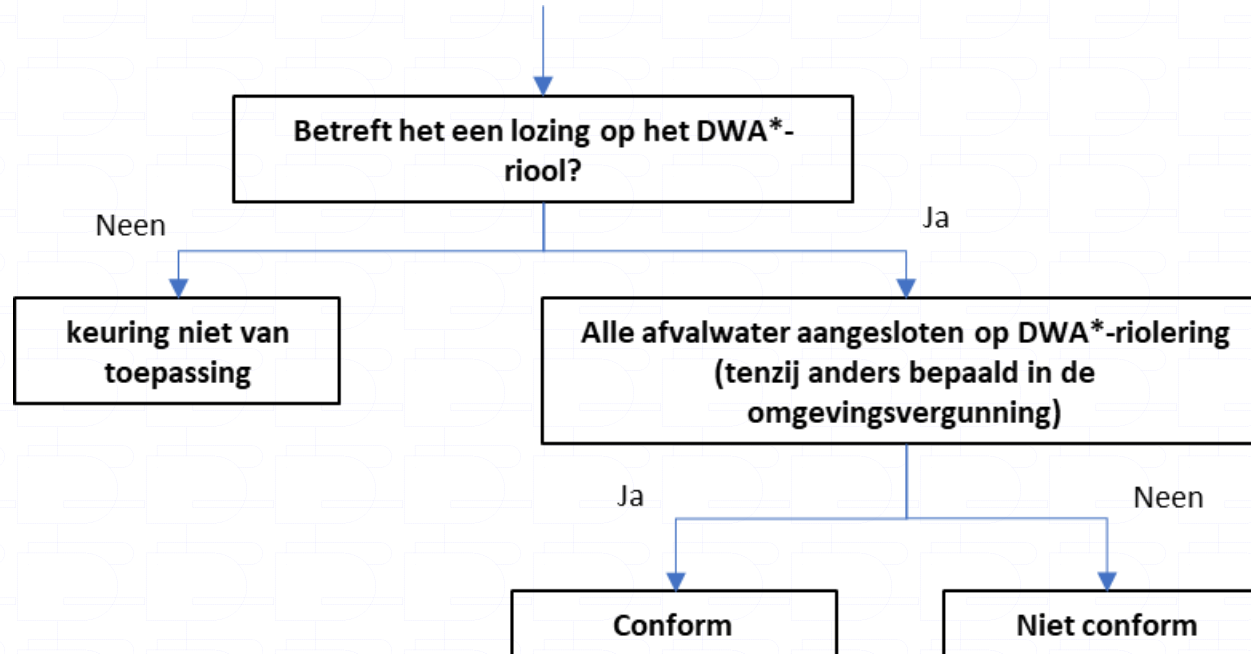 Betreft het een lozing op het DWA*-
riool?
Neen
Ja
keuring niet van
toepassing
Alle afvalwater aangesloten op DWA*-riolering
(tenzij anders bepaald in de
omgevingsvergunning)
Ja
Neen
Conform
Niet conform